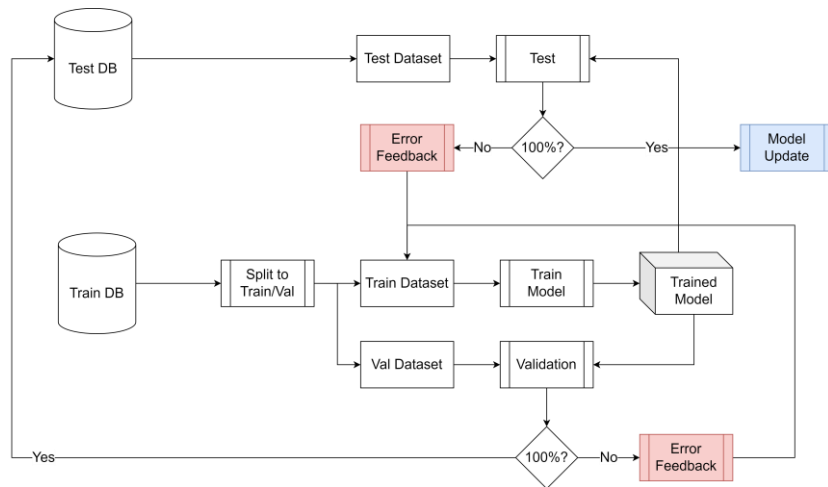 Test DB
Test Dataset
Test
Error
Feedback
No
100%?
Yes
Model
Update
Train DB
Split to
Train/Val
Train Dataset
Train
Model
Trained
Model
Val Dataset
Validation
Yes
100%?
No
Error
Feedback